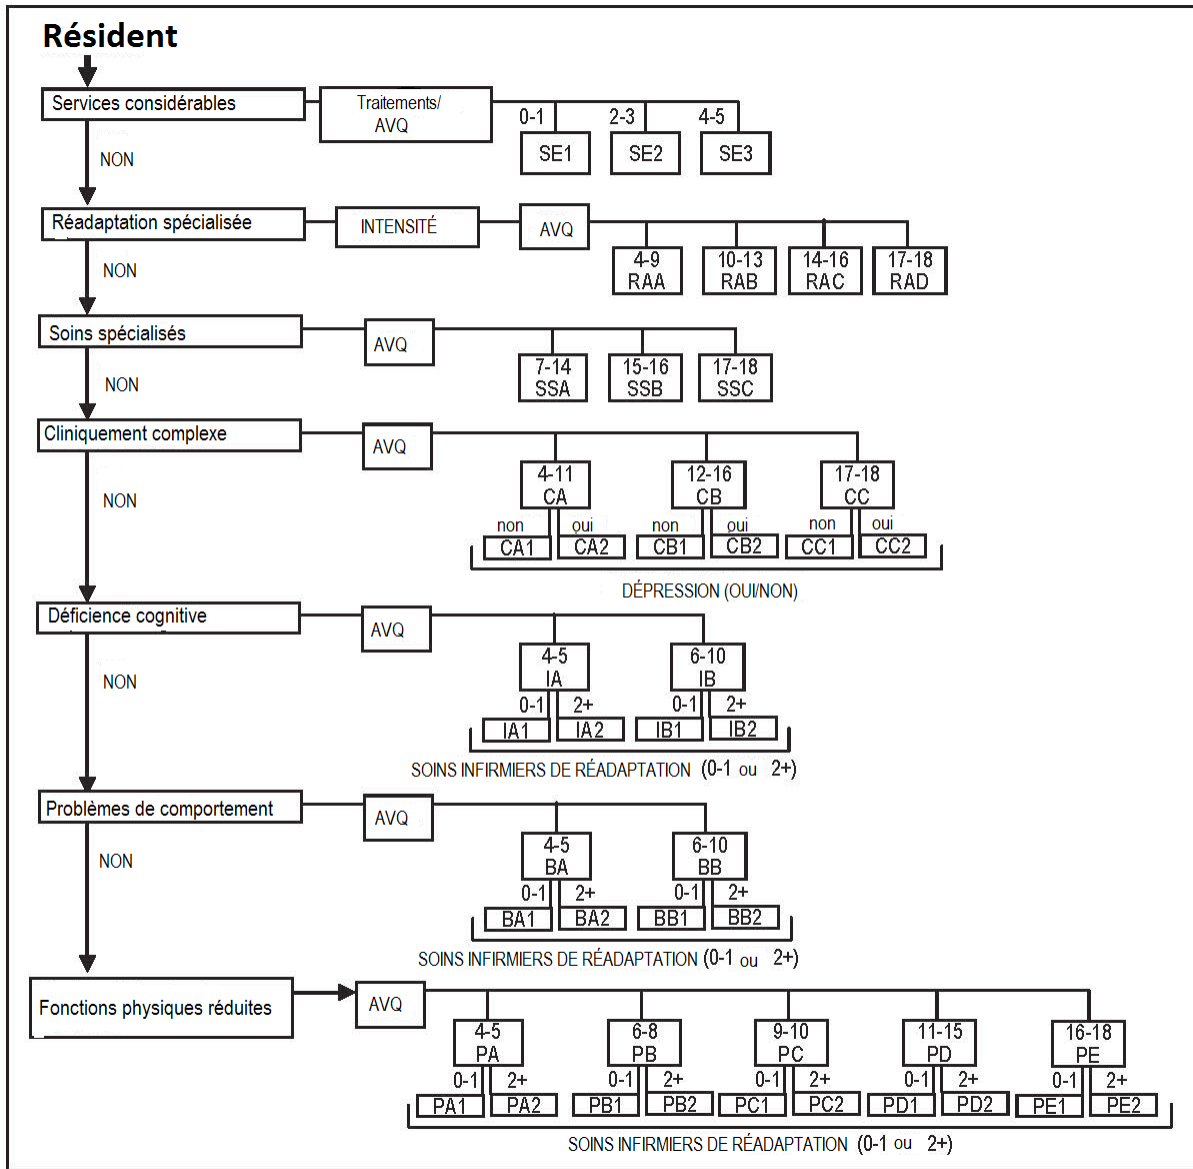 Résident
Services considérables
Traitements/
AVQ
0-1 2-3 4-5
SE1 SE2 SE3
NON
Réadaptation spécialisée
INTENSITÉ
AVQ
4-9 10-13 14-16 17-18
RAA RAB RAC RAD
NON
Soins spécialisés
AVQ
7-14 15-16 17-18
SSA SSB SSC
NON
Cliniquement complexe
AVQ
4-11 12-16 17-18
CA CB CC
NON
non oui non oui non oui
CA1 CA2 CB1 CB2 CC1 CC2
DÉPRESSION (OUI/NON)
Déficience cognitive
AVQ
4-5 6-10
IA IB
NON
0-1 2+ 0-1 2+
IA1 IA2 IB1 IB2
SOINS INFIRMIERS DE RÉADAPTATION (0-1 ou 2+)
Problèmes de comportement
AVQ
4-5 6-10
BA BB
NON
0-1 2+ 0-1 2+
BA1 BA2 BB1 BB2
SOINS INFIRMIERS DE RÉADAPTATION (0-1 ou 2+)
Fonctions physiques réduites
AVQ
4-5 6-8 9-10 11-15 16-18
PA PB PC PD PE
0-1 2+ 0-1 2+ 0-1 2+ 0-1 2+ 0-1 2+
PA1 PA2 PB1 PB2 PC1 PC2 PD1 PD2 PE1 PE2
SOINS INFIRMIERS DE RÉADAPTATION (0-1 ou 2+)